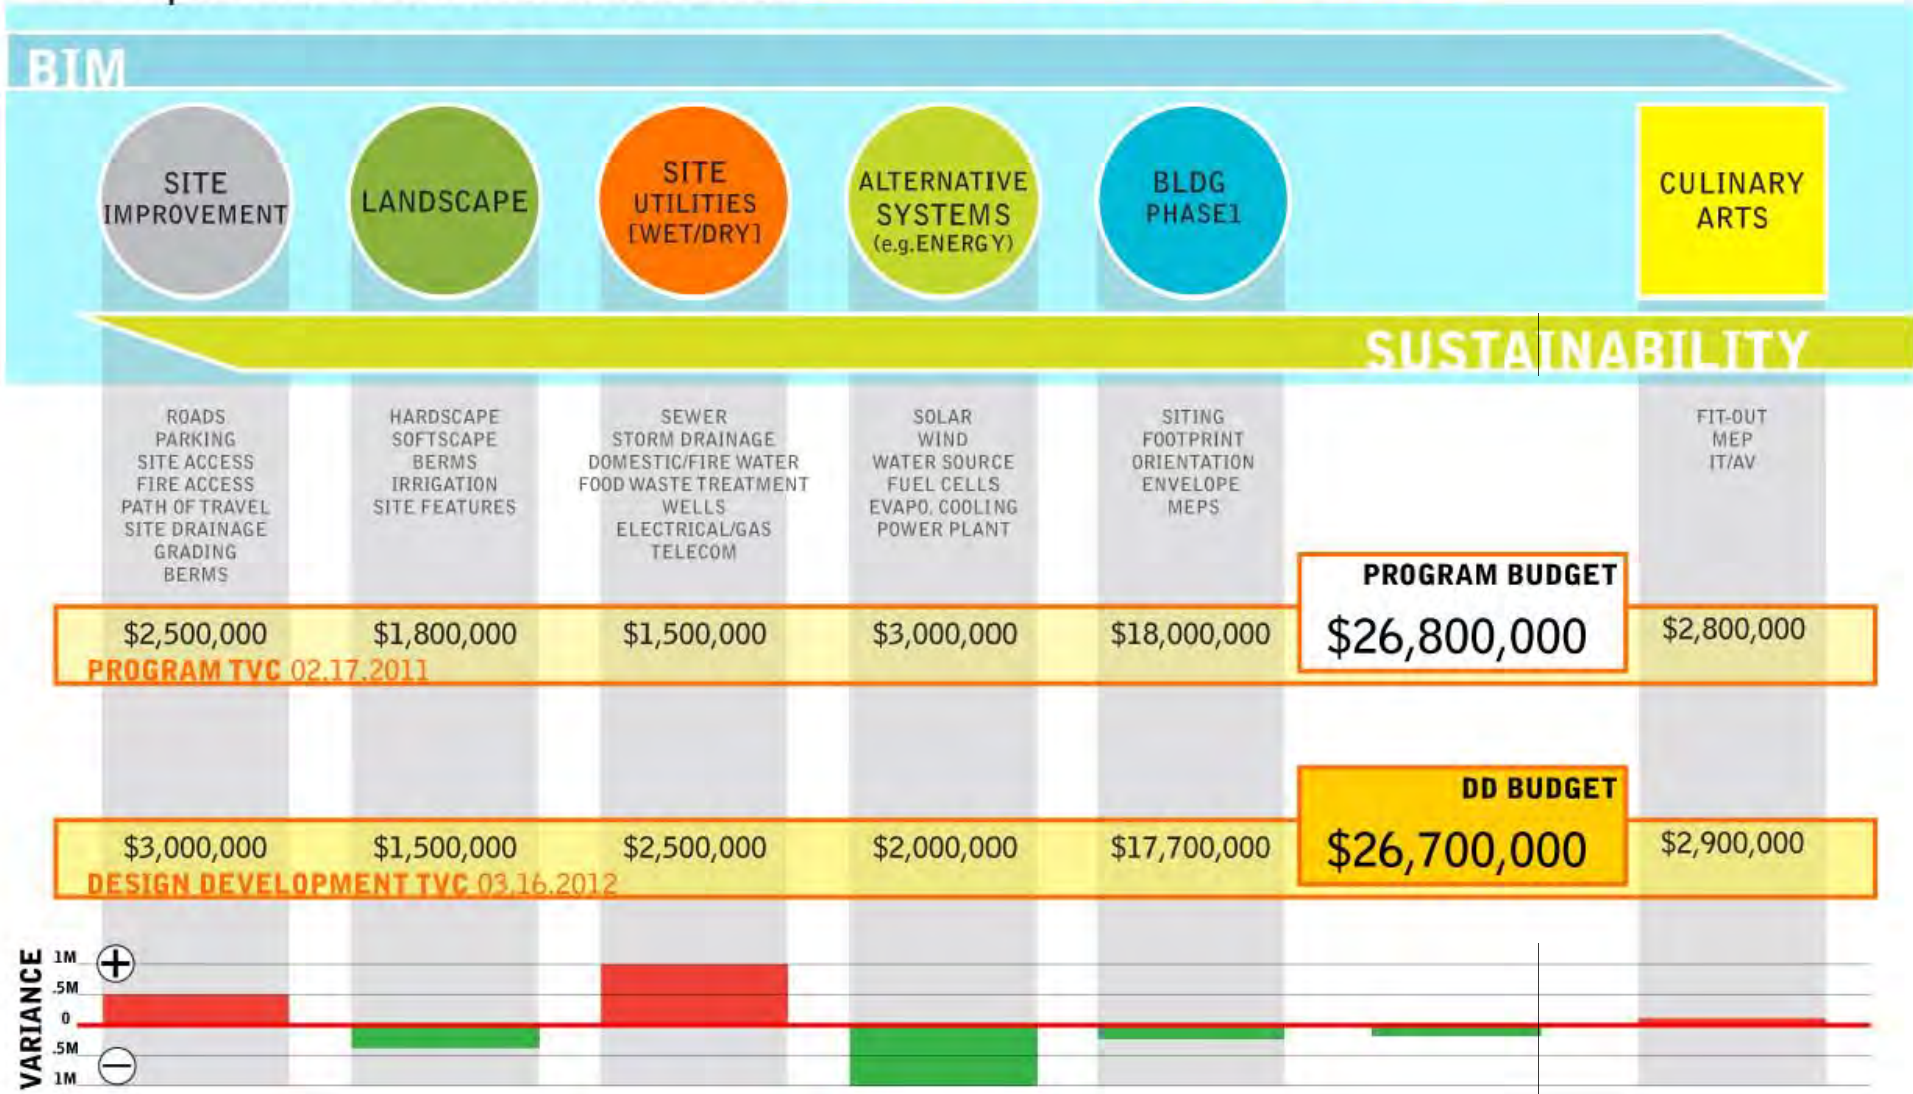 BIM
SITE
IMPROVEMENT
LANDSCAPE
SITE
UTILITIES
[WET/DRY]
ALTERNATIVE
SYSTEMS
(e.g.ENERGY)
BLDG
PHASE1
CULINARY
ARTS
SUSTAINABILITY
ROADS
PARKING
SITE ACCESS
FIRE ACCESS
PATH OF TRAVEL
SITE DRAINAGE
GRADING
BERMS
HARDSCAPE
SOFTSCAPE
BERMS
IRRIGATION
SITE FEATURES
SEWER
STORM DRAINAGE
DOMESTIC/FIRE WATER
FOOD WASTE TREATMENT
WELLS
ELECTRICAL/GAS
TELECOM
SOLAR
WIND
WATER SOURCE
FUEL CELLS
EVAPO. COOLING
POWER PLANT
SITING
FOOTPRINT
ORIENTATION
ENVELOPE
MEPS
FIT-OUT
MEP
IT/AV
PROGRAM BUDGET
$2,500,000 $1,800,000 $1,500,000 $3,000,000 $18,000,000 $26,800,000 $2,800,000
PROGRAM TVC 02.17.2011
DD BUDGET
$3,000,000 $1,500,000 $2,500,000 $2,000,000 $17,700,000 $26,700,000 $2,900,000
DESIGN DEVELOPMENT TVC 03.16.2012
VARIANCE
1M
.5M
0
.5M
1M